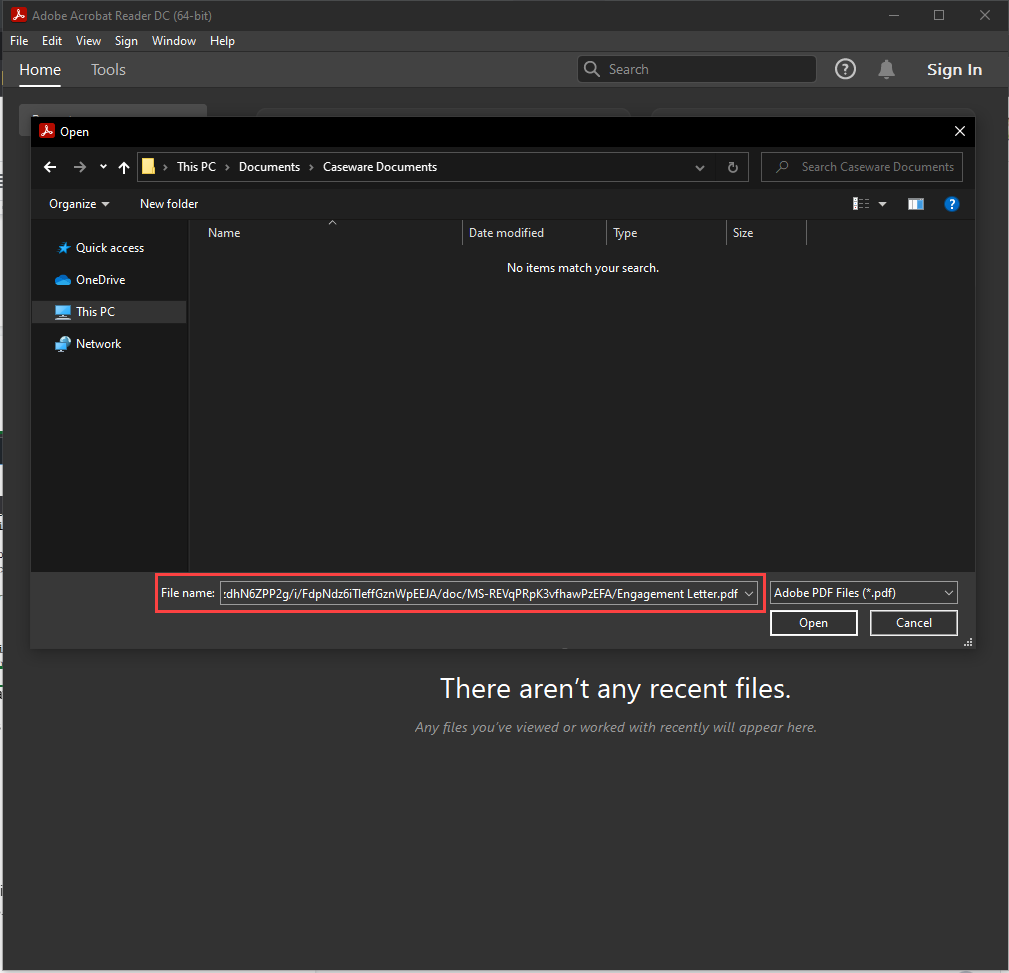 Adobe Acrobat Reader DC (64-bit)
File Edit View Sign Window Help
Home Tools Search Sign In
Open
This PC Documents Caseware Documents Search Caseware Documents
Organize New folder
Name Date modified Type Size
No items match your search.
Quick access
OneDrive
This PC
Network
File name: :dhN6ZPP2g/i/FdpNdz6iTleffGznWpEEJA/doc/MS-REVqPRpK3vfhawPzEFA/Engagement Letter.pdf Adobe PDF Files (*.pdf)
Open Cancel
There aren't any recent files.
Any files you've viewed or worked with recently will appear here.